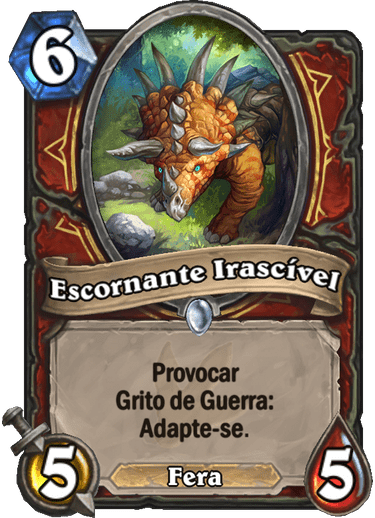 6
Escornante Irascível
Provocar
Grito de Guerra:
Adapte-se.
5
Fera
5